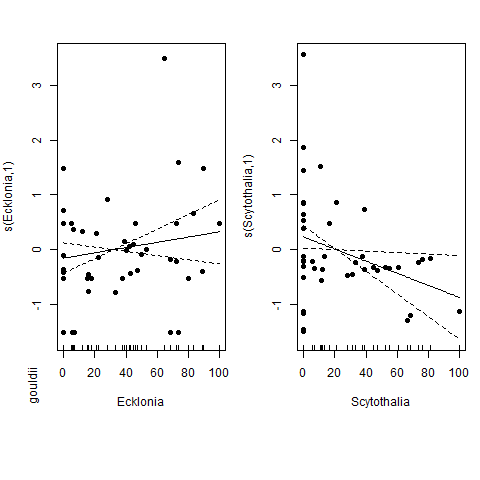 s(Ecklonia,1)
3
2
1
0
-1
0 20 40 60 80 100
Ecklonia
gouldii
s(Scytothalia,1)
3
2
1
0
-1
0 20 40 60 80 100
Scytothalia